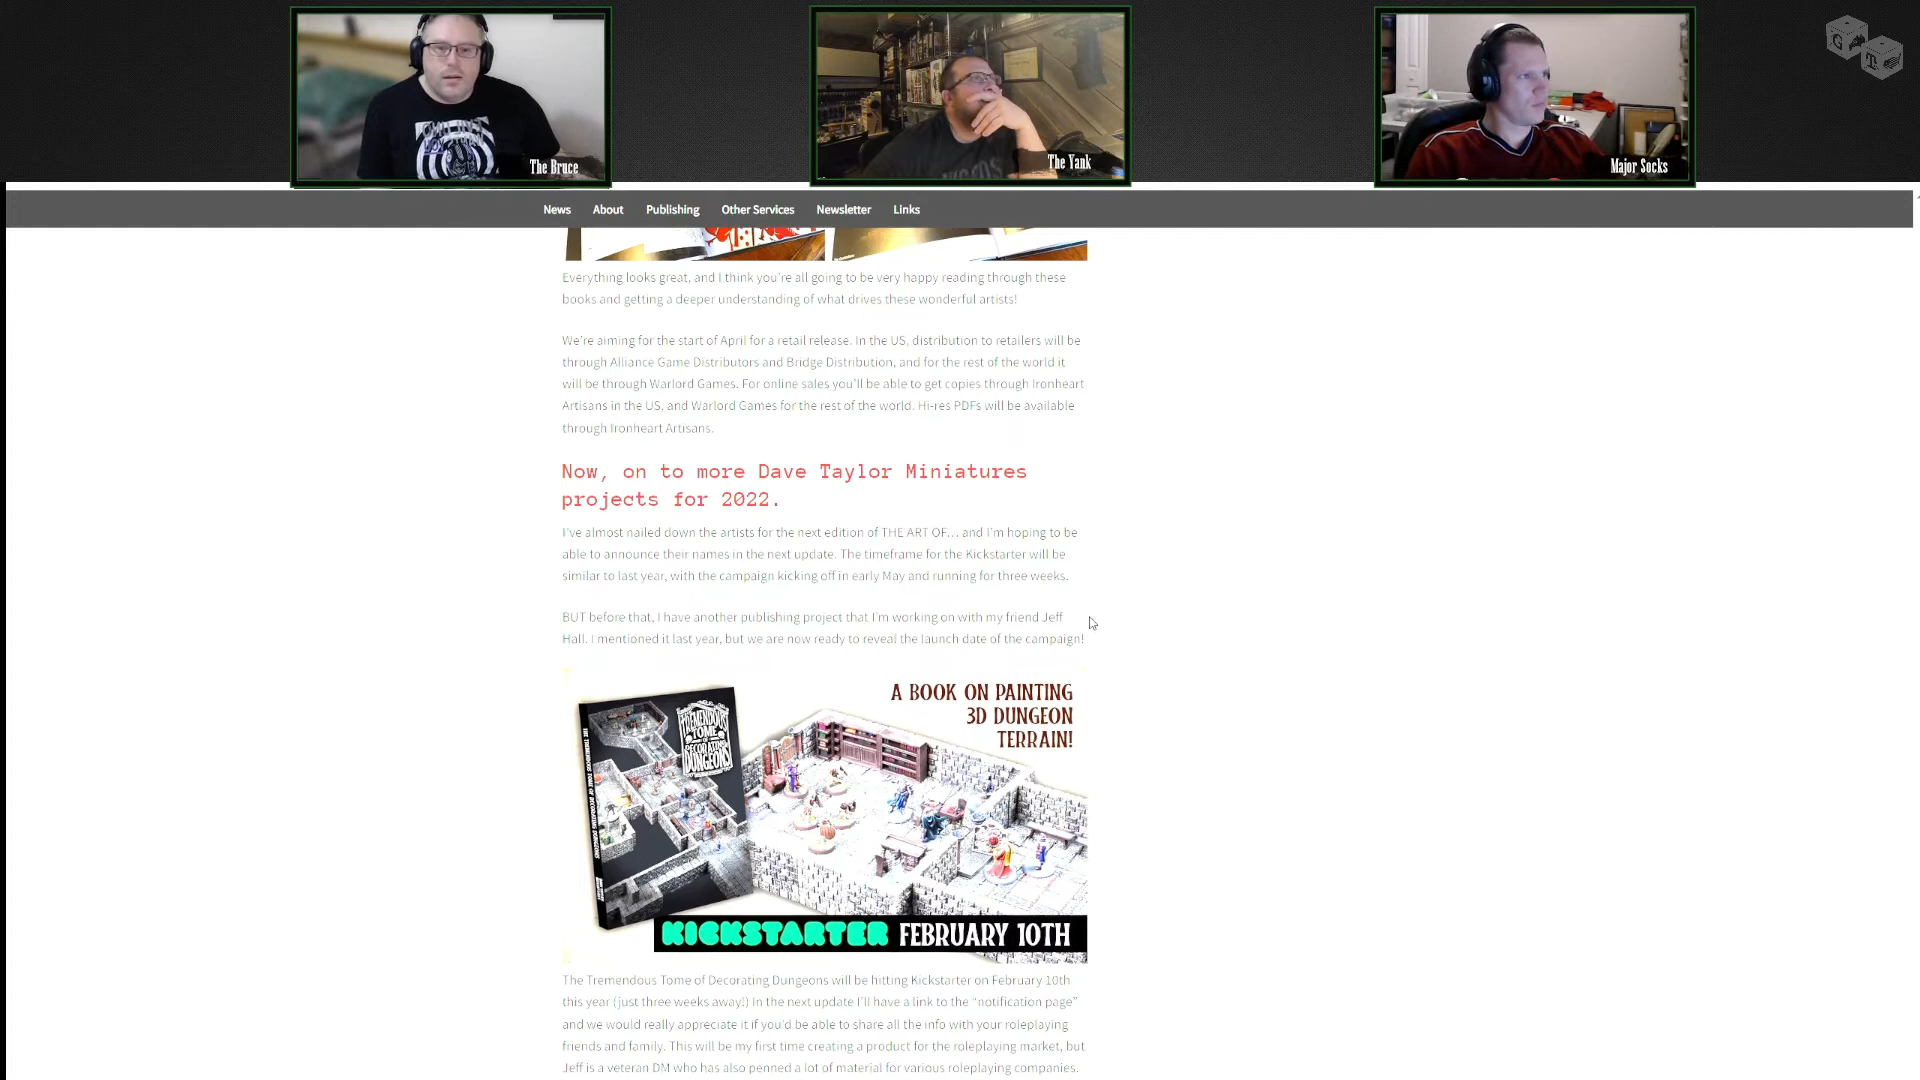 The Bruce
The Yank
Major Socks
News About Publishing Other Services Newsletter Links
Everything looks great, and I think you're all going to be very happy reading through these
books and getting a deeper understanding of what drives these wonderful artists!
We're aiming for the start of April for a retail release. In the US, distribution to retailers will be
through Alliance Game Distributors and Bridge Distribution, and for the rest of the world it
will be through Warlord Games. For online sales you'll be able to get copies through Ironheart
Artisans in the US, and Warlord Games for the rest of the world. Hi-res PDFs will be available
through Ironheart Artisans.
Now, on to more Dave Taylor Miniatures
projects for 2022.
I've almost nailed down the artists for the next edition of THE ART OF... and I'm hoping to be
able to announce their names in the next update. The timeframe for the Kickstarter will be
similar to last year, with the campaign kicking off in early May and running for three weeks.
BUT before that, I have another publishing project that I'm working on with my friend Jeff
Hall. I mentioned it last year, but we are now ready to reveal the launch date of the campaign!
A BOOK ON PAINTING
3D DUNGEON
TERRAIN!
TREMENDOUS
TOME
OF
DECORATING
DUNGEONS
KICKSTARTER FEBRUARY 10TH
The Tremendous Tome of Decorating Dungeons will be hitting Kickstarter on February 10th
this year (just three weeks away!) In the next update I'll have a link to the "notification page"
and we would really appreciate it if you'd be able to share all the info with your roleplaying
friends and family. This will be my first time creating a product for the roleplaying market, but
Jeff is a veteran DM who has also penned a lot of material for various roleplaying companies.